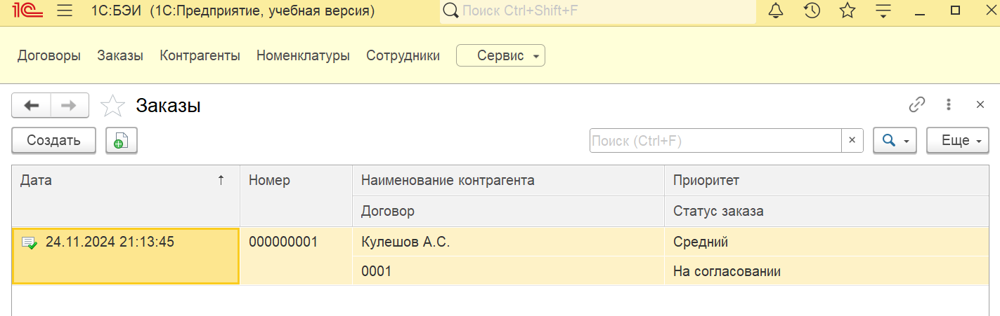 1С 1С:БЭИ (1С:Предприятие, учебная версия) Поиск Ctrl+Shift+F
Договоры Заказы Контрагенты Номенклатуры Сотрудники Сервис
Заказы
Создать Поиск (Ctrl+F) × Еще
Дата ↑ Номер Наименование контрагента Приоритет
Договор Статус заказа
24.11.2024 21:13:45 000000001 Кулешов А.С. Средний
0001 На согласовании